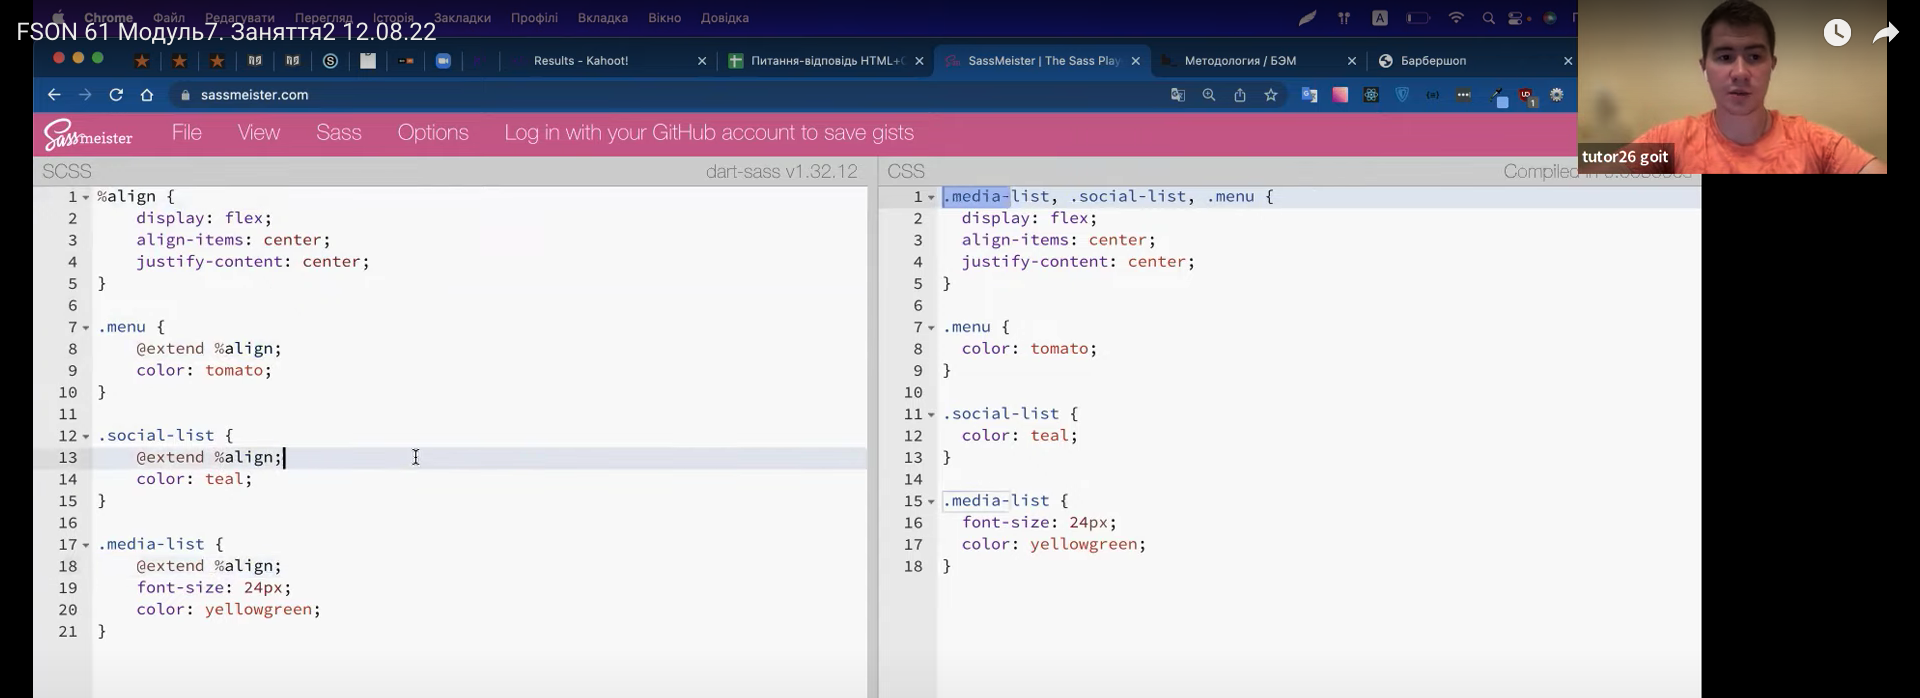 Chrome Файл Редагувати Перегляд Історія Закладки Профілі Вкладка Вікно Довідка
FSON 61 Модуль7. Заняття2 12.08.22
Results - Kahoot!
Питання-відповідь HTML+
SassMeister | The Sass Play
Методология / БЭМ
Барбершоп
sassmeister.com
Sassmeister File View Sass Options Log in with your GitHub account to save gists
tutor26 goit
SCSS dart-sass v1.32.12
1 %align {
2 display: flex;
3 align-items: center;
4 justify-content: center;
5 }
6
7 .menu {
8 @extend %align;
9 color: tomato;
10 }
11
12 .social-list {
13 @extend %align;
14 color: teal;
15 }
16
17 .media-list {
18 @extend %align;
19 font-size: 24px;
20 color: yellowgreen;
21 }
CSS Compiled in
1 .media-list, .social-list, .menu {
2 display: flex;
3 align-items: center;
4 justify-content: center;
5 }
6
7 .menu {
8 color: tomato;
9 }
10
11 .social-list {
12 color: teal;
13 }
14
15 .media-list {
16 font-size: 24px;
17 color: yellowgreen;
18 }